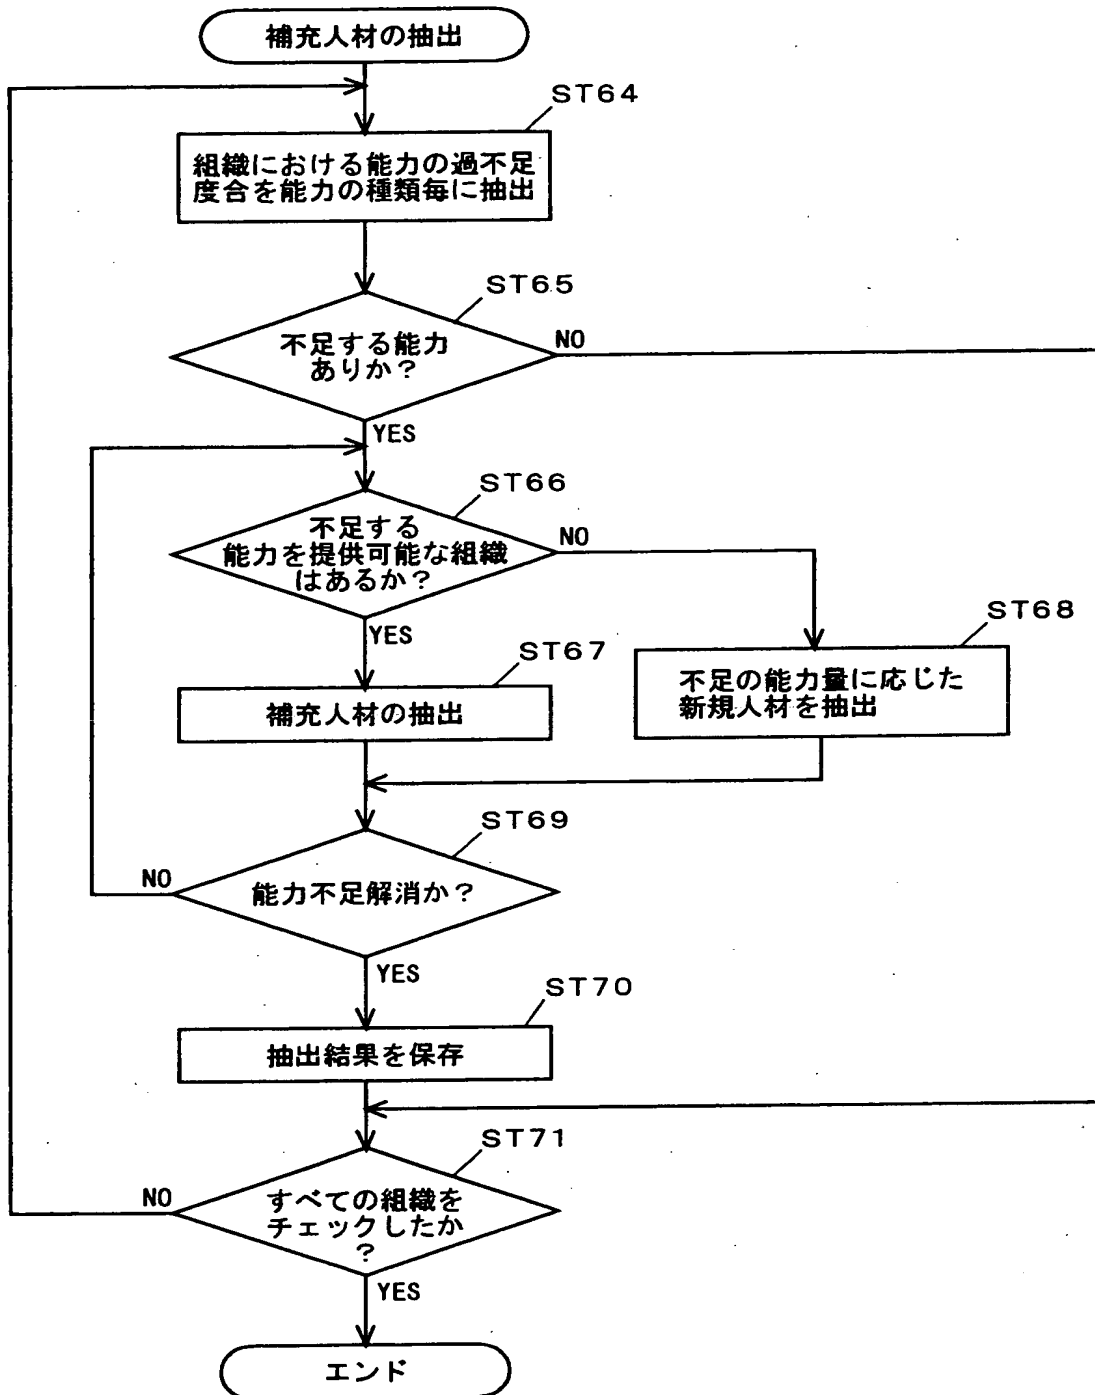 補充人材の抽出
ST64
組織における能力の過不足
度合を能力の種類毎に抽出
ST65
不足する能力
ありか？
NO
YES
ST66
不足する
能力を提供可能な組織
はあるか？
NO
YES
ST67
補充人材の抽出
ST68
不足の能力量に応じた
新規人材を抽出
ST69
能力不足解消か？
NO
YES
ST70
抽出結果を保存
ST71
すべての組織を
チェックしたか
？
NO
YES
エンド